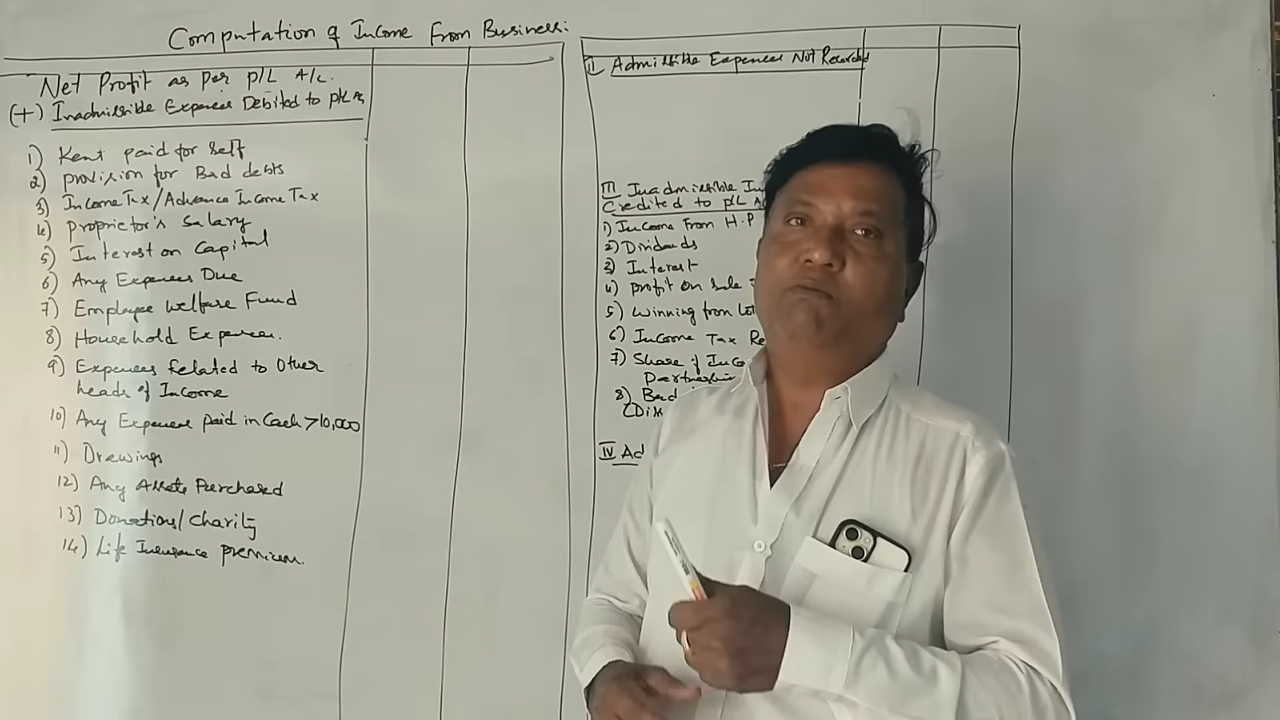 Computation of Income From Business:
Net Profit as per P/L A/c.
(+) Inadmissible Expenses Debited to P/L A/c
1) Rent paid for Self
2) Provision for Bad debts
3) Income Tax/Advance Income Tax
4) Proprietor's Salary
5) Interest on Capital
6) Any Expenses Due
7) Employee Welfare Fund
8) Household Expenses.
9) Expenses Related to Other
heads of Income
10) Any Expense paid in Cash >10,000
11) Drawings
12) Any Assets Purchased
13) Donations/Charity
14) Life Insurance premium.
II Admissible Expenses Not Recorded
III Inadmissible In
Credited to P/L A
1) Income From H.P
2) Dividends
3) Interest
4) Profit on Sale
5) Winning from Lot
6) Income Tax Re
7) Share of Inco
Partnershi
8) Bad
(Dis
IV Ad